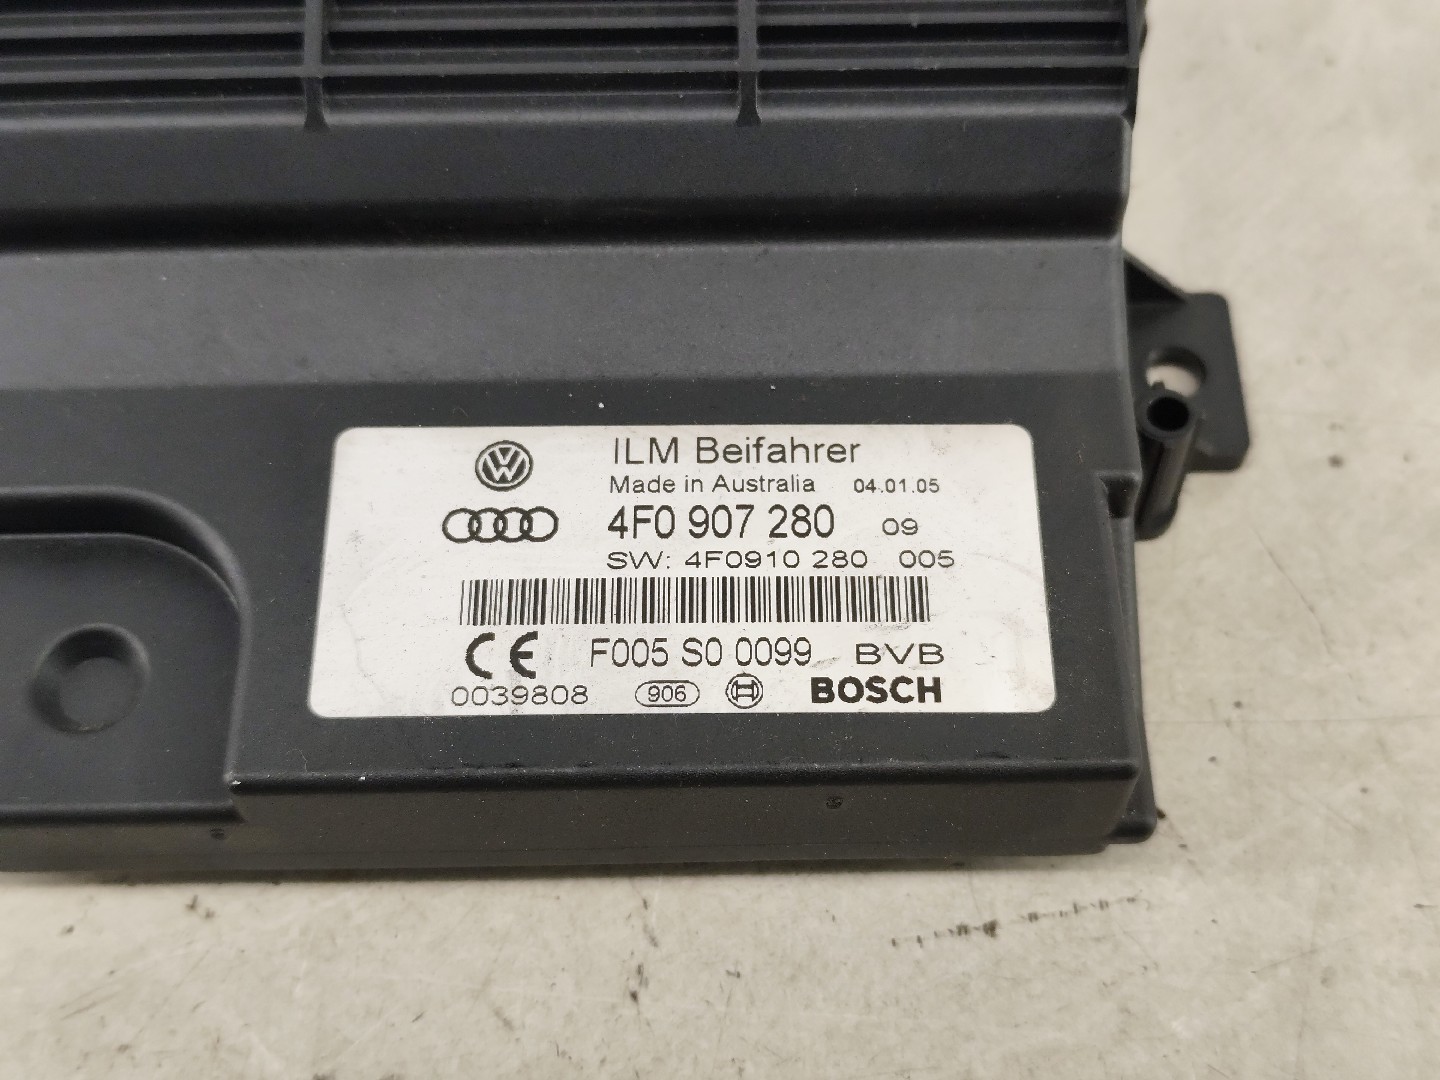 ILM Beifahrer
Made in Australia 04.01.05
4F0 907 280 09
SW: 4F0910 280 005
CE F005 S0 0099 BVB
0039808 906 BOSCH